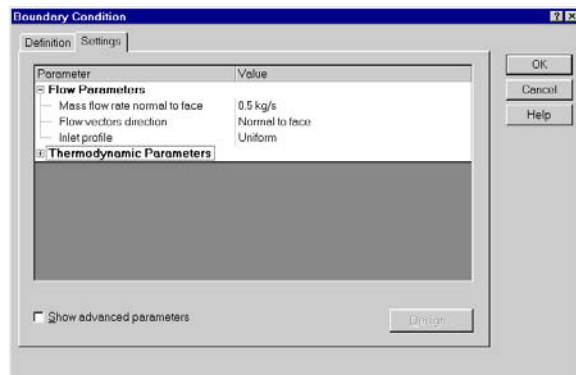 Boundary Condition
Definition Settings
OK
Cancel
Help
Parameter Value
Flow Parameters
Mass flow rate normal to face 0.5 kg/s
Flow vectors direction Normal to face
Inlet profile Uniform
Thermodynamic Parameters
Show advanced parameters
Design...